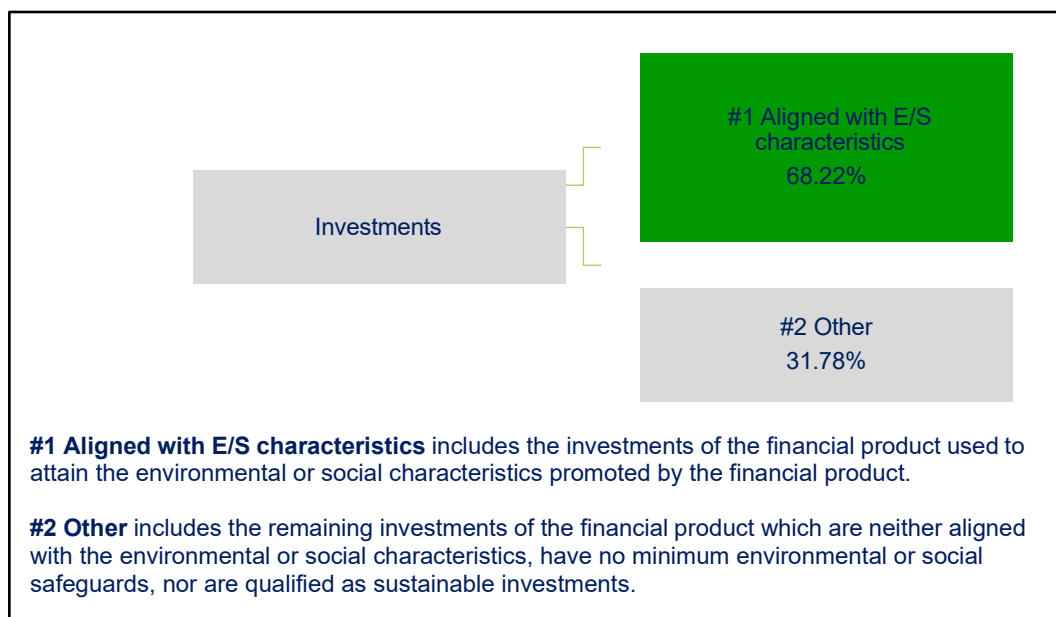 #1 Aligned with E/S
characteristics
68.22%
Investments
#2 Other
31.78%
#1 Aligned with E/S characteristics includes the investments of the financial product used to
attain the environmental or social characteristics promoted by the financial product.
#2 Other includes the remaining investments of the financial product which are neither aligned
with the environmental or social characteristics, have no minimum environmental or social
safeguards, nor are qualified as sustainable investments.